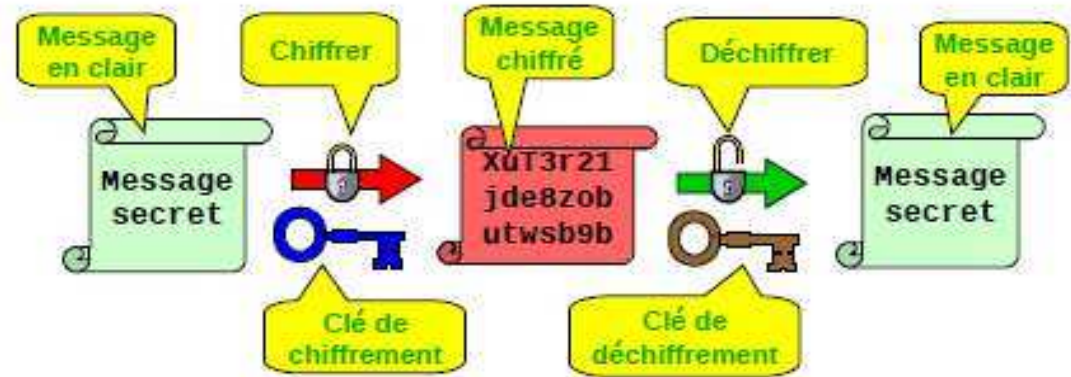 Message
en clair
Chiffrer
Message
chiffré
Déchiffrer
Message
en clair
Message
secret
XuT3r21
jde8zob
utwsb9b
Message
secret
Clé de
chiffrement
Clé de
déchiffrement